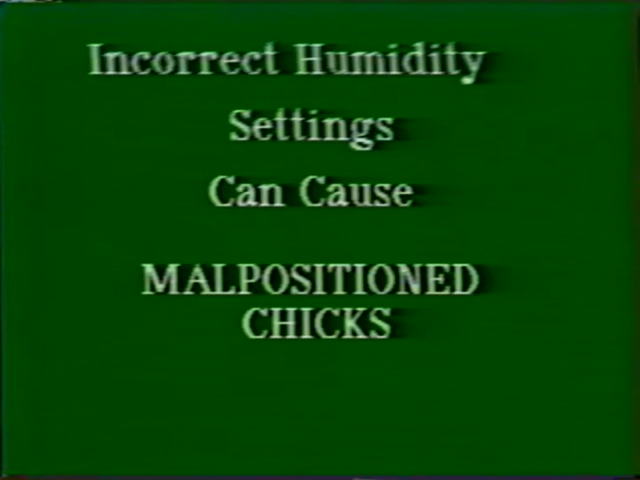 Incorrect Humidity
Settings
Can Cause
MALPOSITIONED
CHICKS